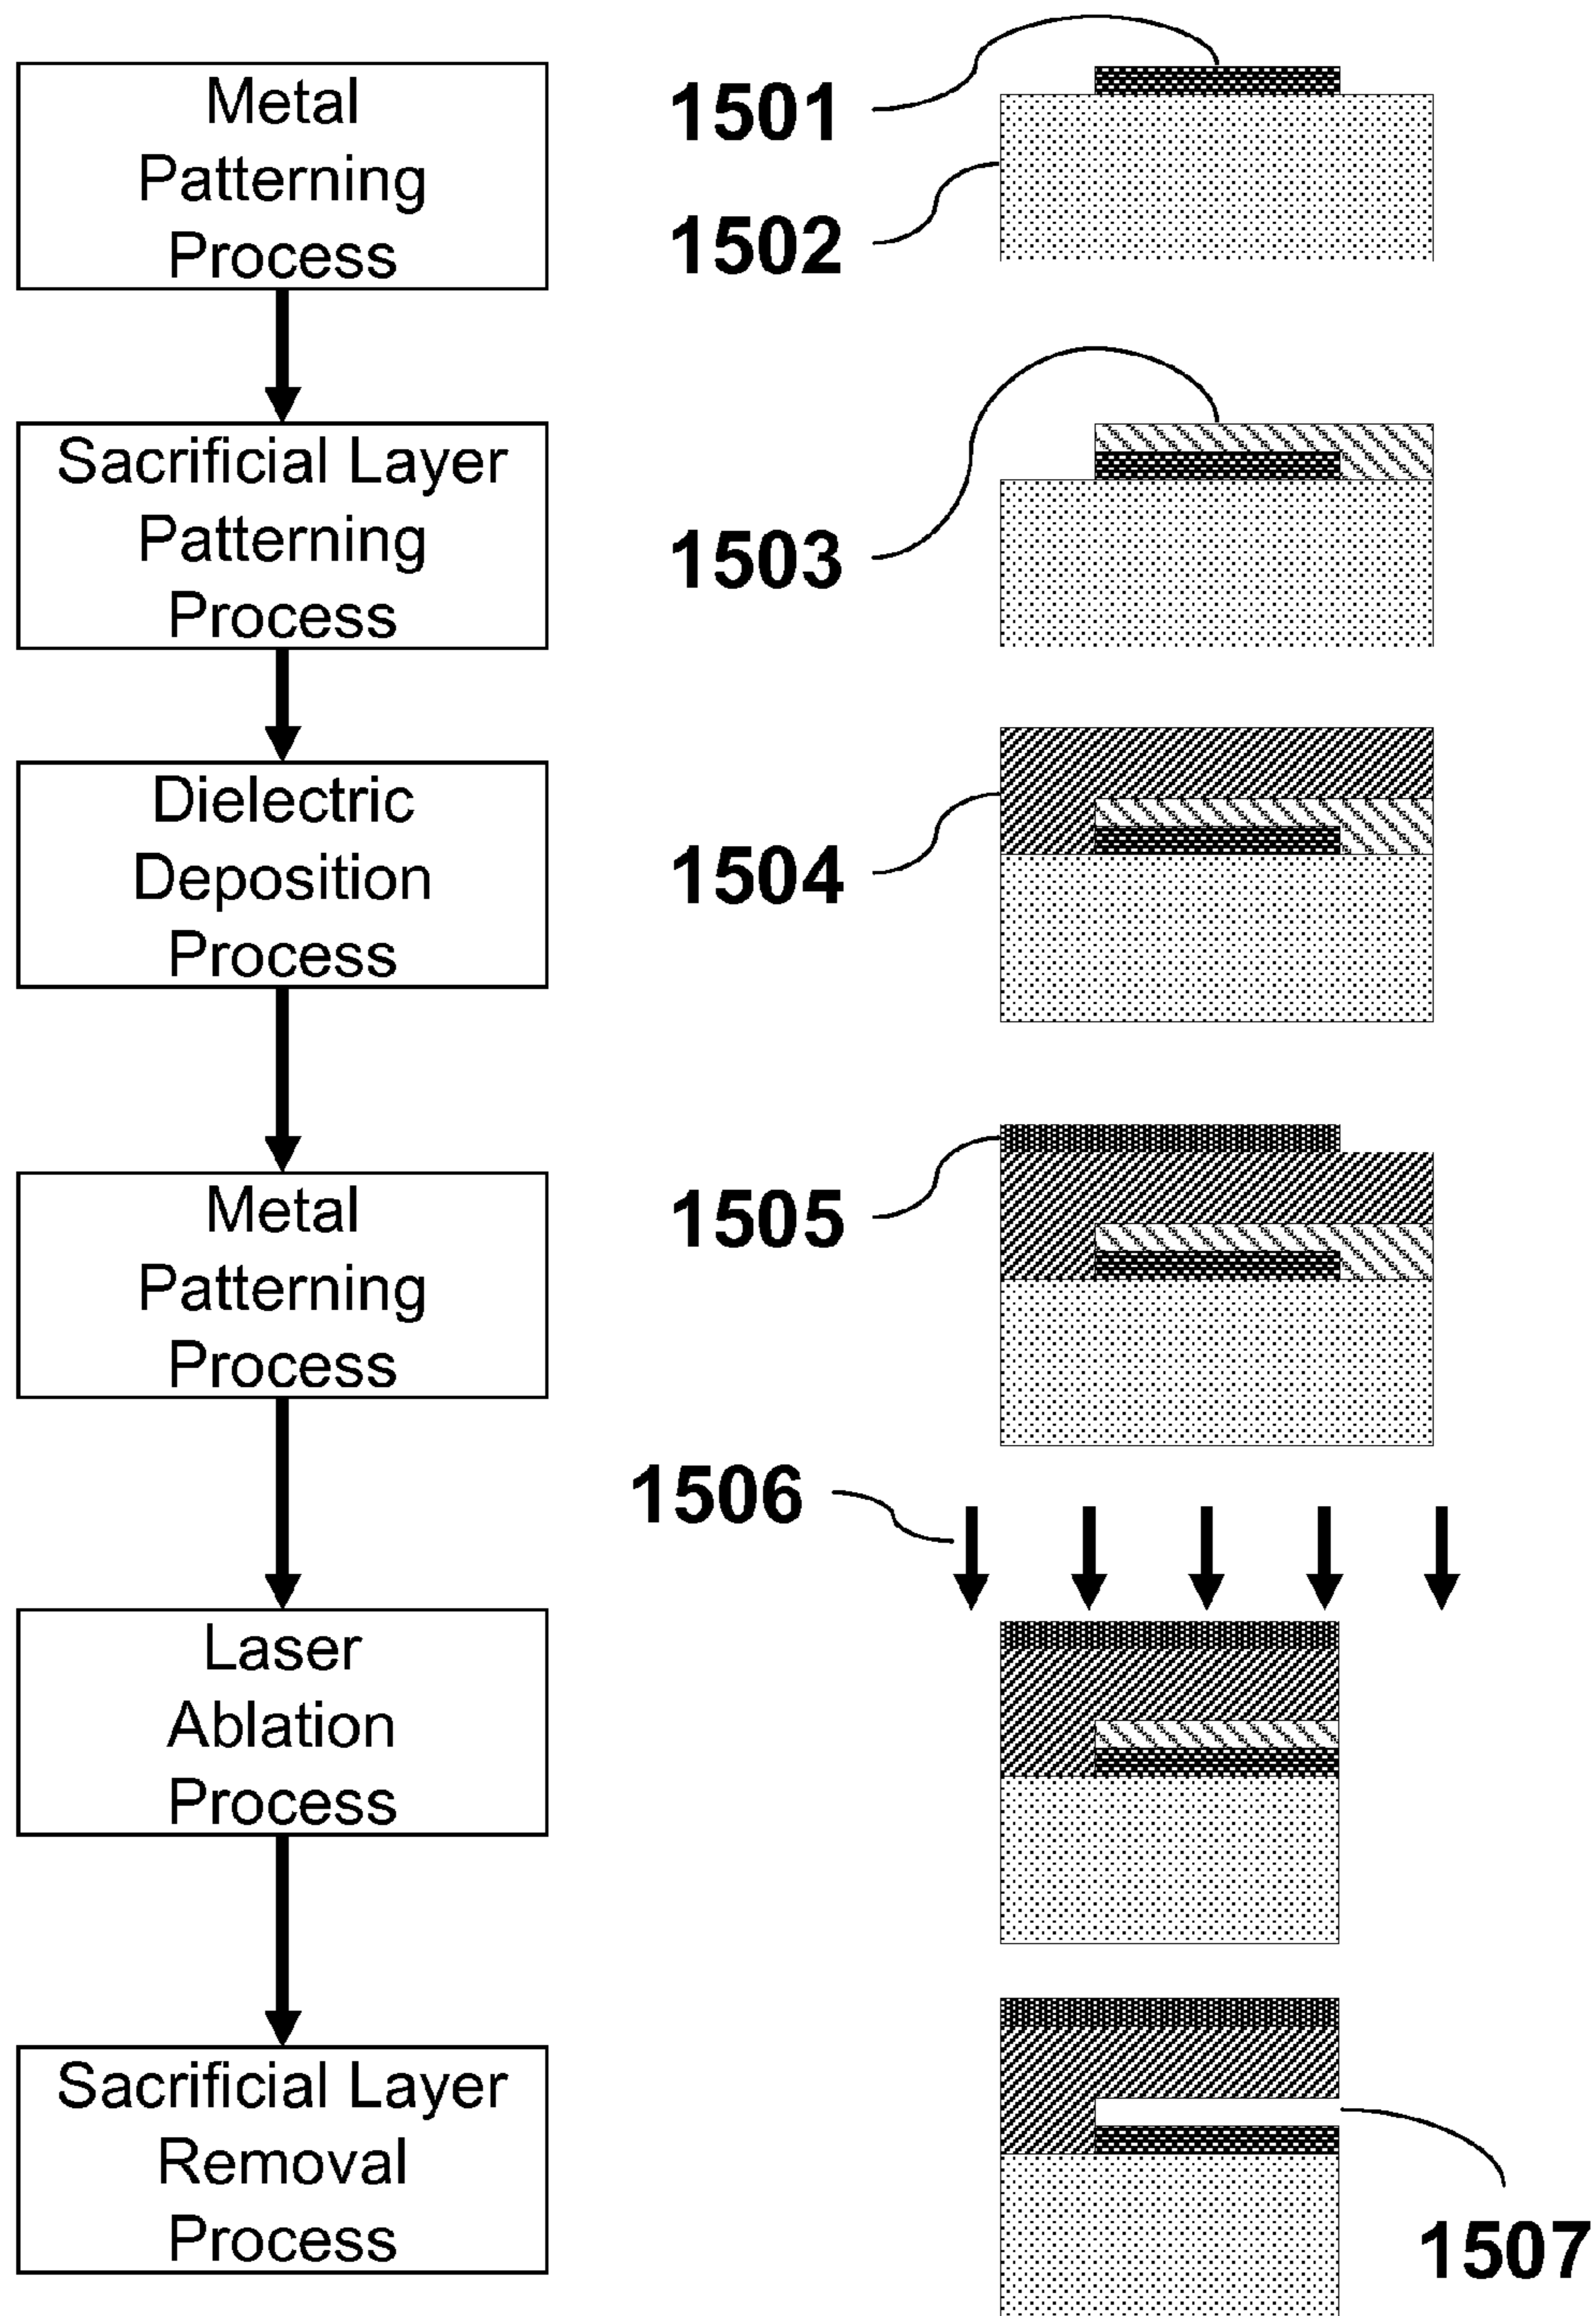 Metal
Patterning
Process
1501
1502
Sacrificial Layer
Patterning
Process
1503
Dielectric
Deposition
Process
1504
Metal
Patterning
Process
1505
1506
Laser
Ablation
Process
Sacrificial Layer
Removal
Process
1507